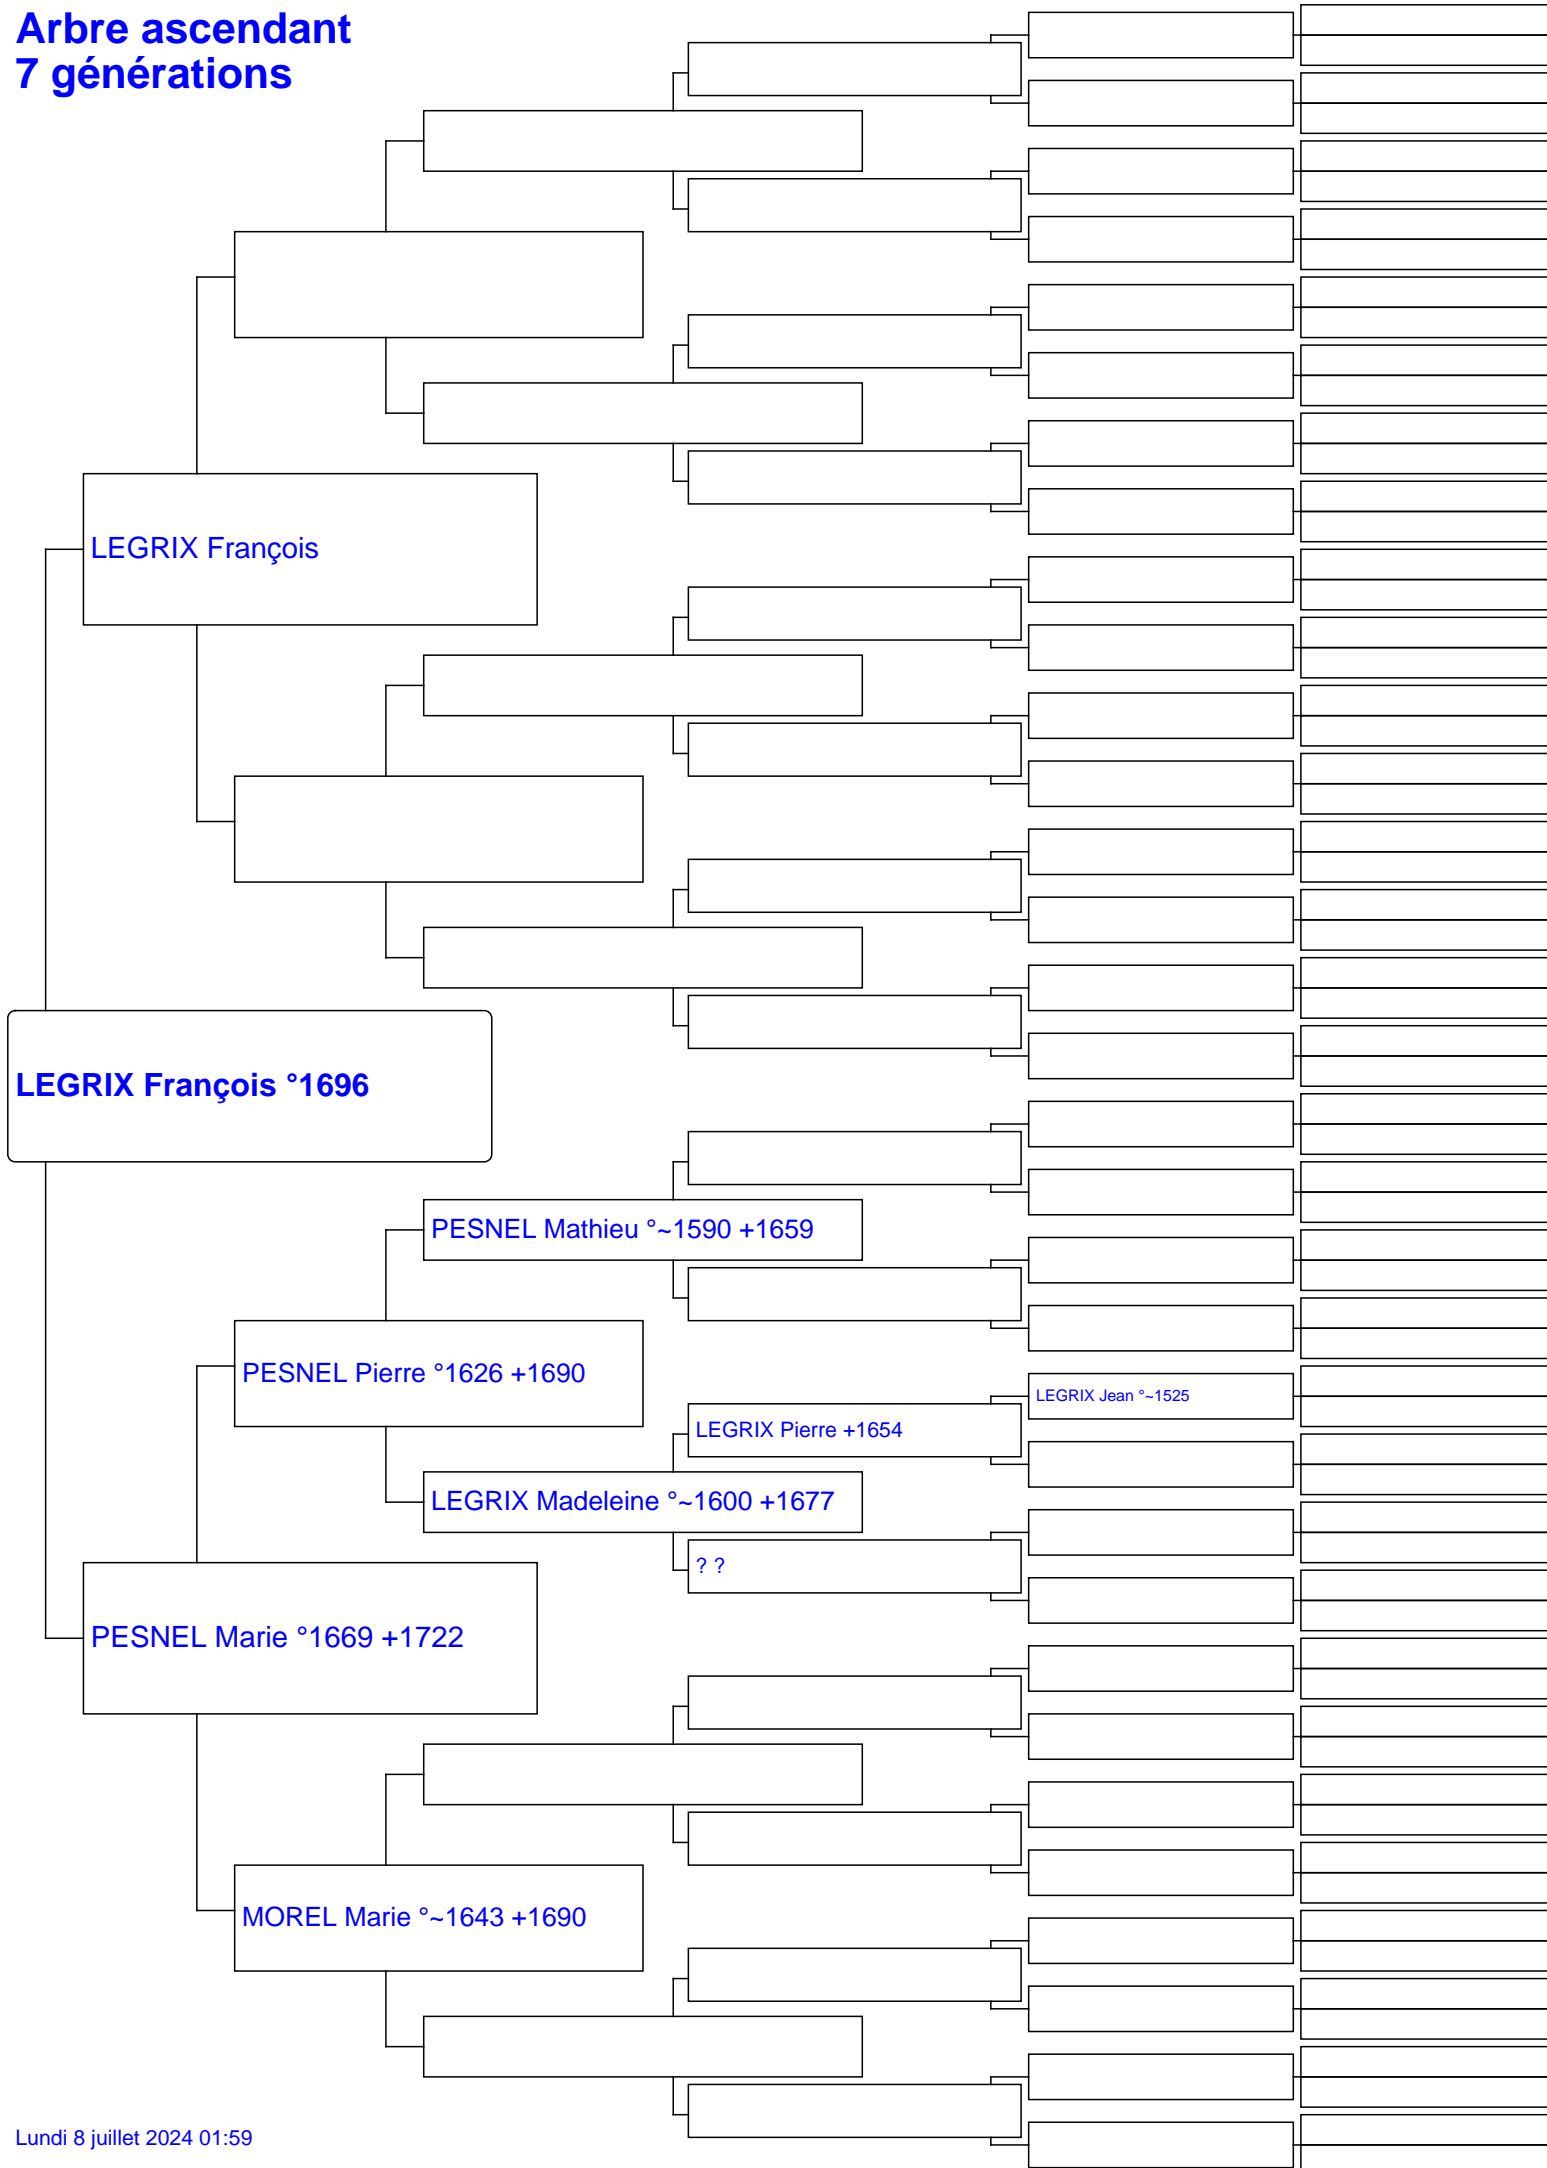 Arbre ascendant
7 générations
LEGRIX François
LEGRIX François °1696
PESNEL Mathieu °~1590 +1659
PESNEL Pierre °1626 +1690
LEGRIX Jean °~1525
LEGRIX Pierre +1654
LEGRIX Madeleine °~1600 +1677
? ?
PESNEL Marie °1669 +1722
MOREL Marie °~1643 +1690
Lundi 8 juillet 2024 01:59